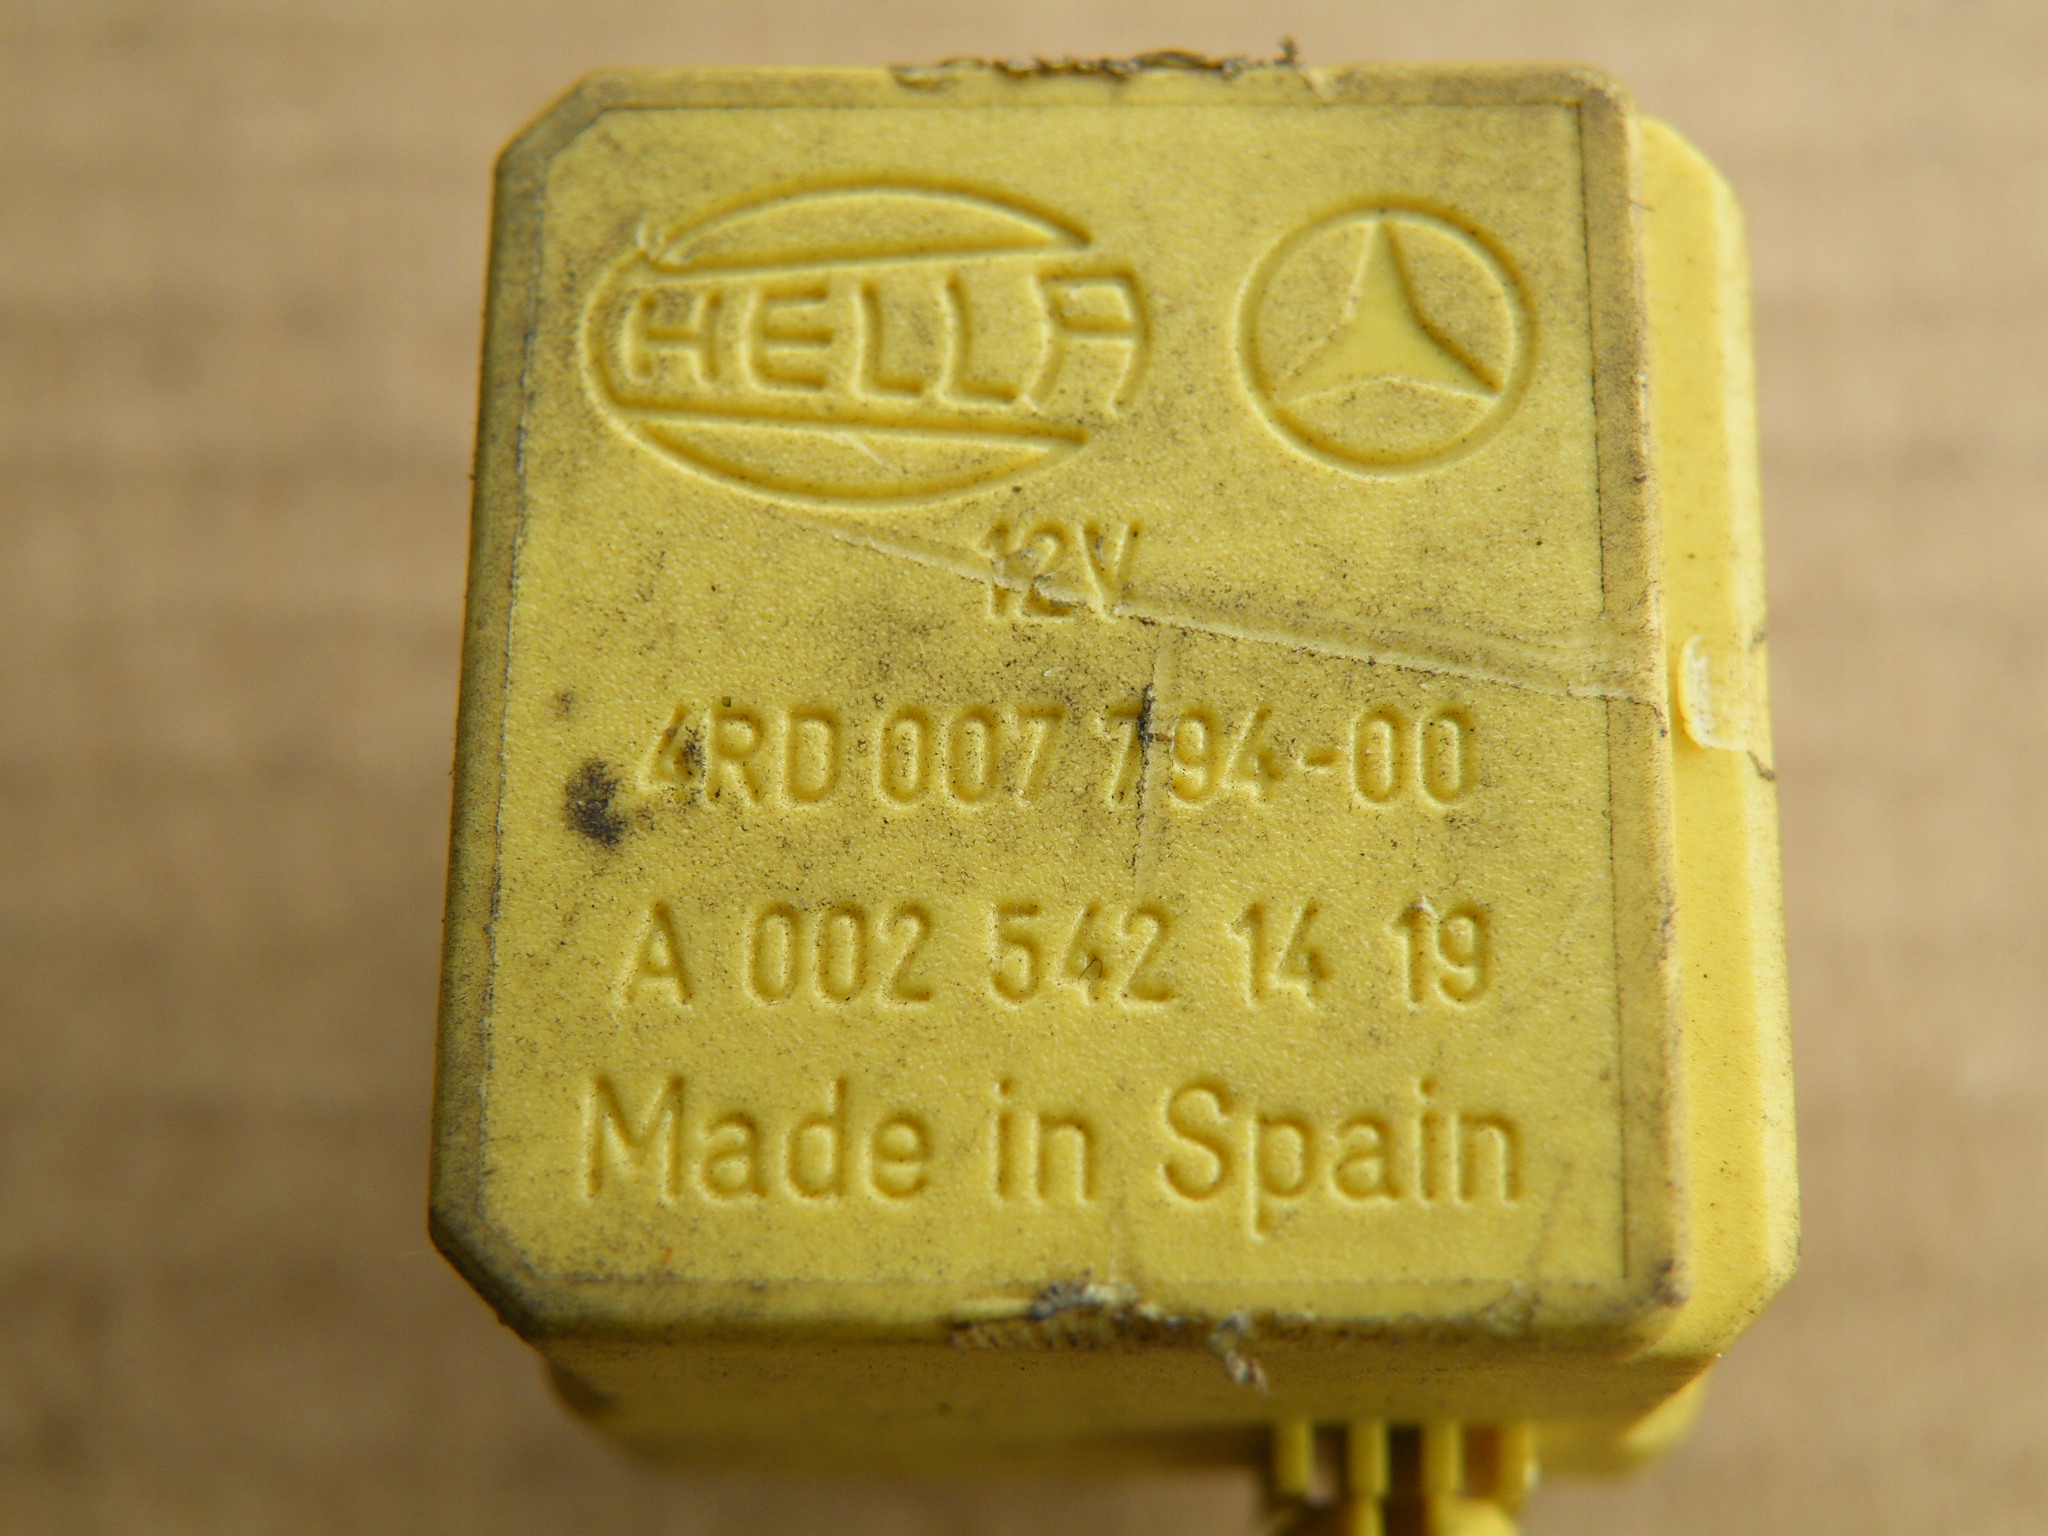 HELLA
12V
4RD 007 794-00
A 002 542 14 19
Made in Spain